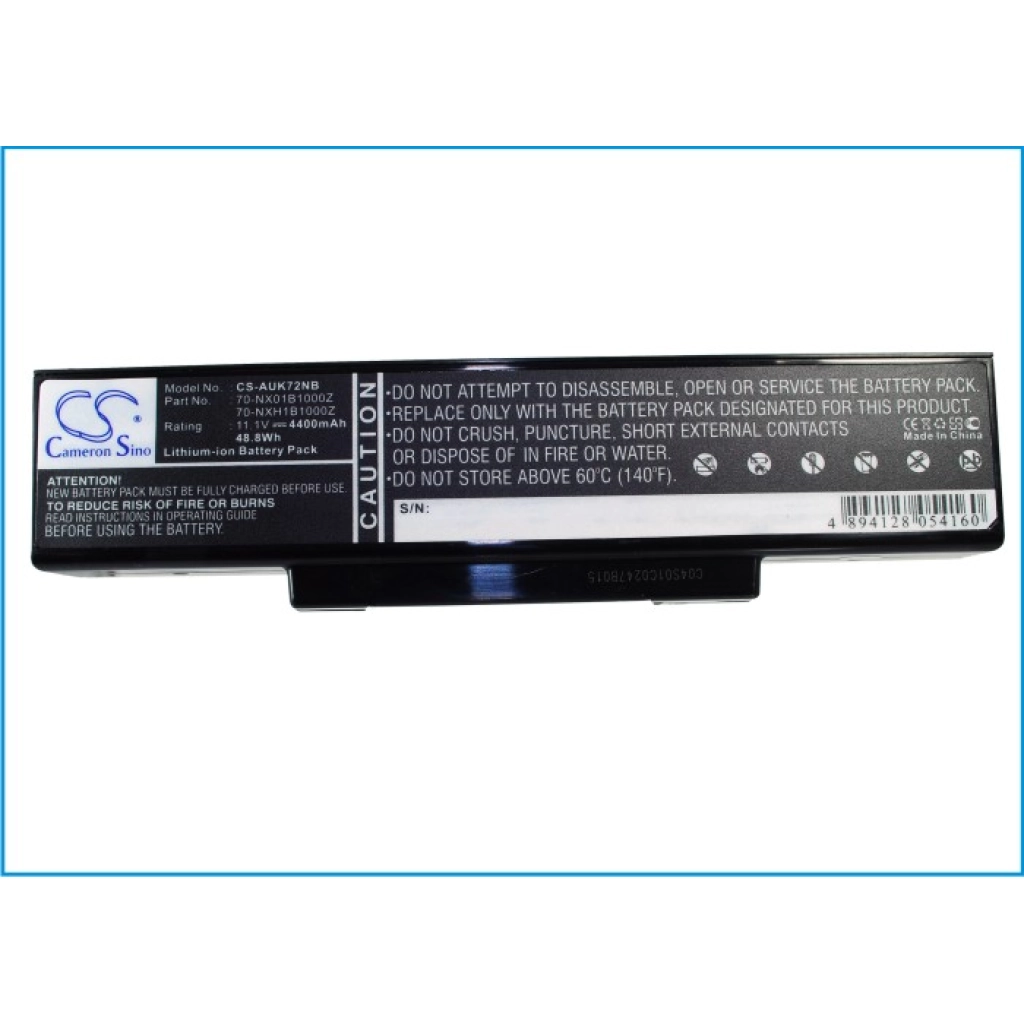 CS
Cameron Sino
Model No. : CS-AUK72NB
Part No. : 70-NX01B1000Z
70-NXH1B1000Z
Rating : 11.1V 4400mAh
48.8Wh
Lithium-ion Battery Pack
ATTENTION!
NEW BATTERY PACK MUST BE FULLY CHARGED BEFORE USE.
TO REDUCE RISK OF FIRE OR BURNS
READ INSTRUCTIONS IN OPERATING GUIDE
BEFORE USING THE BATTERY.
CAUTION
•DO NOT ATTEMPT TO DISASSEMBLE, OPEN OR SERVICE THE BATTERY PACK.
•REPLACE ONLY WITH THE BATTERY PACK DESIGNATED FOR THIS PRODUCT.
•DO NOT CRUSH, PUNCTURE, SHORT EXTERNAL CONTACTS
OR DISPOSE OF IN FIRE OR WATER.
•DO NOT STORE ABOVE 60°C (140°F).
CE
Made In China
S/N:
4 894128 054160
C04S01C0247B015